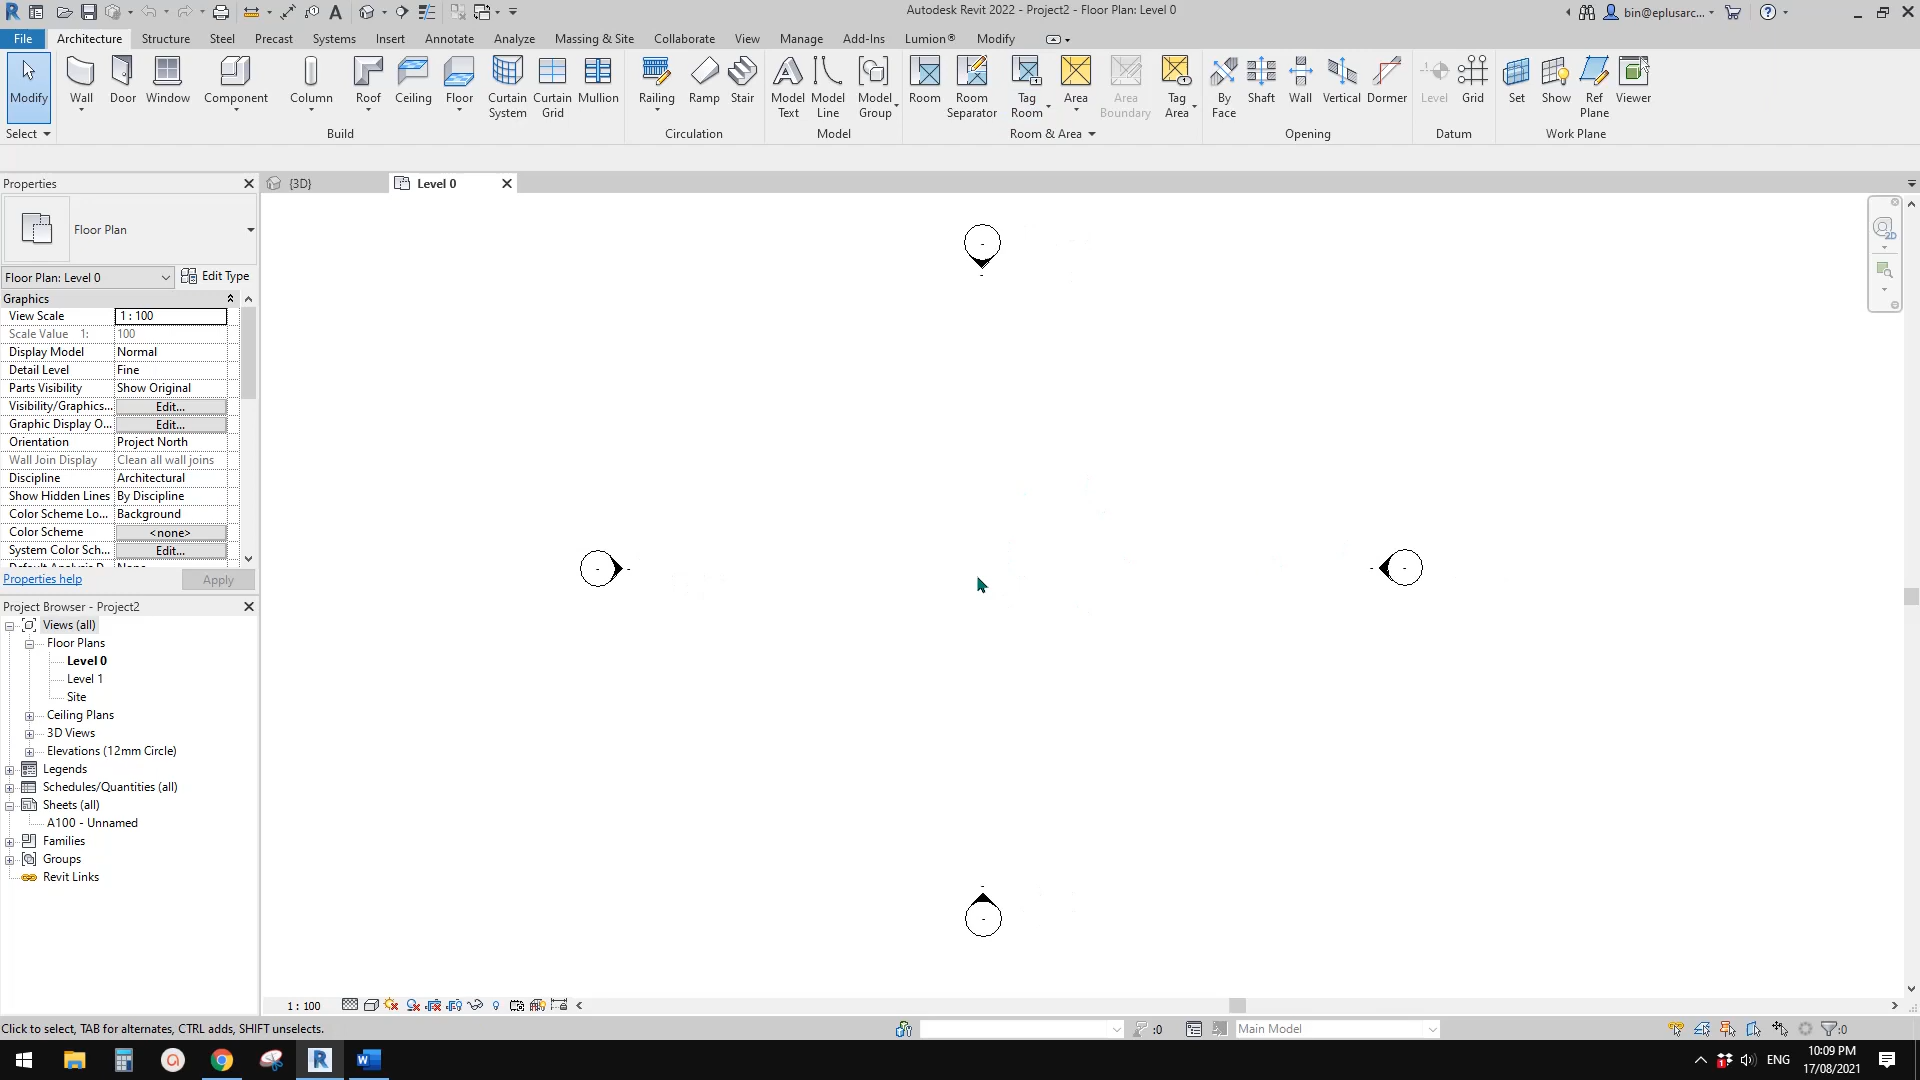 Autodesk Revit 2022 - Project2 - Floor Plan: Level 0
bin@eplusarc...
File Architecture Structure Steel Precast Systems Insert Annotate Analyze Massing & Site Collaborate View Manage Add-Ins Lumion® Modify
Modify Wall Door Window Component Column Roof Ceiling Floor Curtain System Curtain Grid Mullion Railing Ramp Stair Model Text Model Line Model Group Room Room Separator Tag Room Area Area Boundary Tag Area By Face Shaft Wall Vertical Dormer Level Grid Set Show Ref Plane Viewer
Select Build Circulation Model Room & Area Opening Datum Work Plane
Properties
{3D}
Level 0
Floor Plan
Floor Plan: Level 0
Edit Type
Graphics
View Scale 1 : 100
Scale Value 1: 100
Display Model Normal
Detail Level Fine
Parts Visibility Show Original
Visibility/Graphics... Edit...
Graphic Display O... Edit...
Orientation Project North
Wall Join Display Clean all wall joins
Discipline Architectural
Show Hidden Lines By Discipline
Color Scheme Lo... Background
Color Scheme <none>
System Color Sch... Edit...
Properties help Apply
Project Browser - Project2
Views (all)
Floor Plans
Level 0
Level 1
Site
Ceiling Plans
3D Views
Elevations (12mm Circle)
Legends
Schedules/Quantities (all)
Sheets (all)
A100 - Unnamed
Families
Groups
Revit Links
2D
1 : 100
Click to select, TAB for alternates, CTRL adds, SHIFT unselects.
:0
Main Model
:0
ENG
10:09 PM
17/08/2021